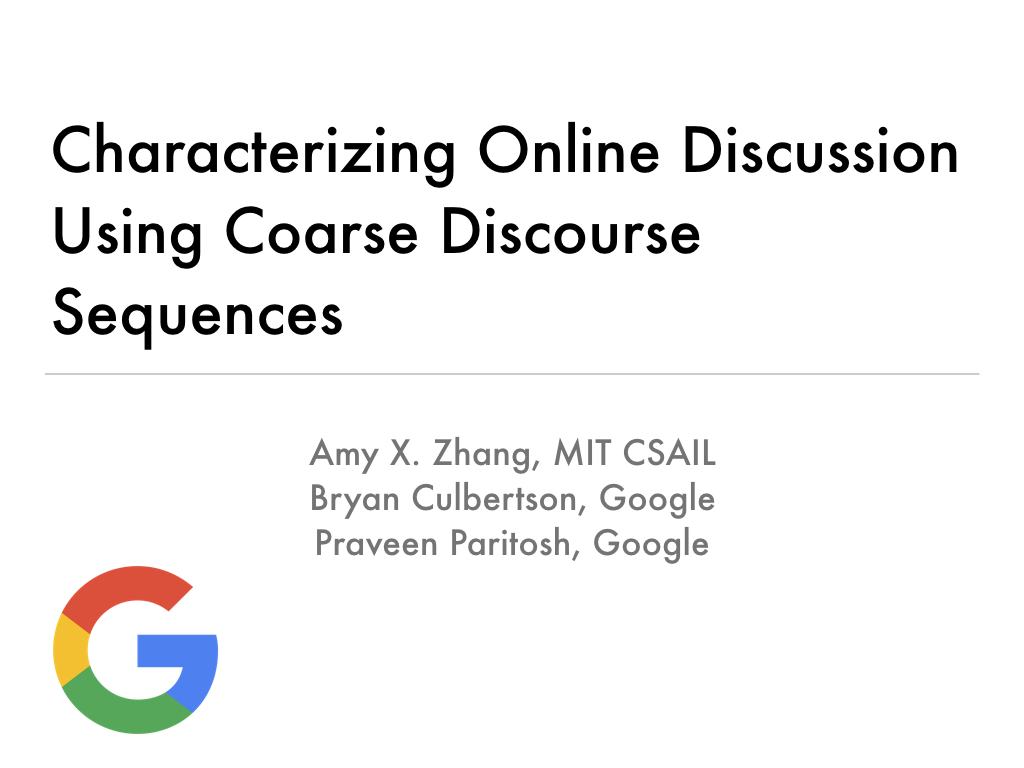 Characterizing Online Discussion
Using Coarse Discourse
Sequences
Amy X. Zhang, MIT CSAIL
Bryan Culbertson, Google
Praveen Paritosh, Google